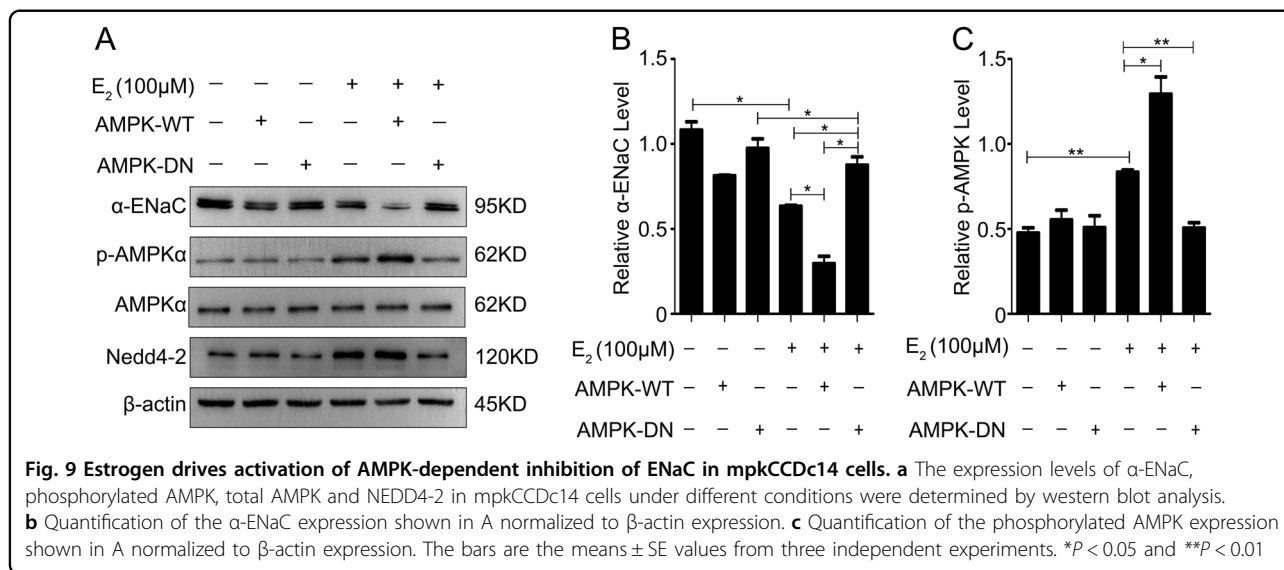 A
E2 (100μM) – – – + + +
AMPK-WT – + – – + –
AMPK-DN – – + – – +
α-ENaC 95KD
p-AMPKα 62KD
AMPKα 62KD
Nedd4-2 120KD
β-actin 45KD
B
Relative α-ENaC Level
1.5
1.0
0.5
0
* * * * *
E2 (100μM) – – – + + +
AMPK-WT – + – – + –
AMPK-DN – – + – – +
C
Relative p-AMPK Level
1.5
1.0
0.5
0
** * **
E2 (100μM) – – – + + +
AMPK-WT – + – – + –
AMPK-DN – – + – – +
Fig. 9 Estrogen drives activation of AMPK-dependent inhibition of ENaC in mpkCCDc14 cells. a The expression levels of α-ENaC,
phosphorylated AMPK, total AMPK and NEDD4-2 in mpkCCDc14 cells under different conditions were determined by western blot analysis.
b Quantification of the α-ENaC expression shown in A normalized to β-actin expression. c Quantification of the phosphorylated AMPK expression
shown in A normalized to β-actin expression. The bars are the means ± SE values from three independent experiments. *P < 0.05 and **P < 0.01